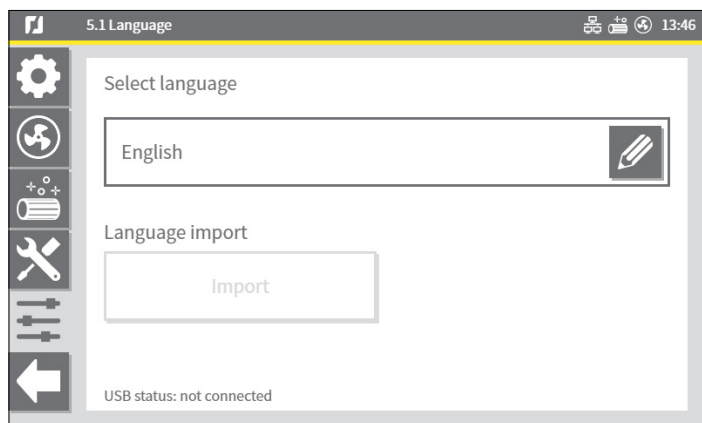 5.1 Language
13:46
Select language
English
Language import
Import
USB status: not connected